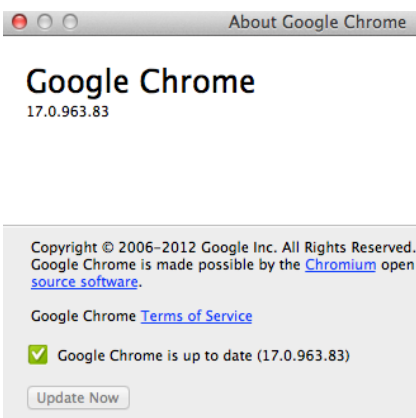 About Google Chrome
Google Chrome
17.0.963.83
Copyright © 2006–2012 Google Inc. All Rights Reserved.
Google Chrome is made possible by the Chromium open
source software.
Google Chrome Terms of Service
Google Chrome is up to date (17.0.963.83)
Update Now